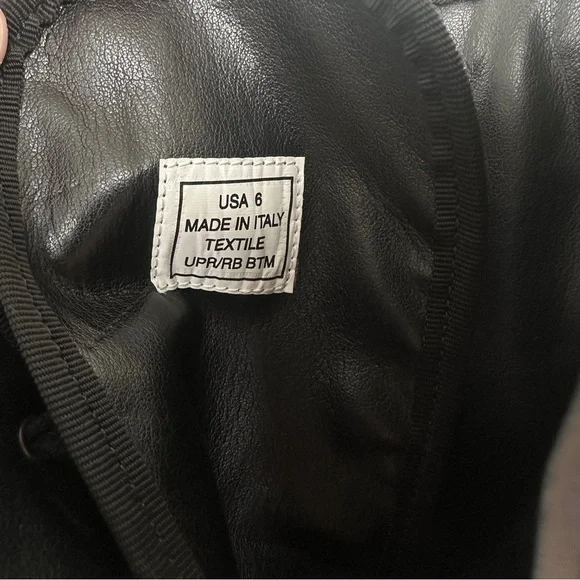 USA 6
MADE IN ITALY
TEXTILE
UPR/RB BTM